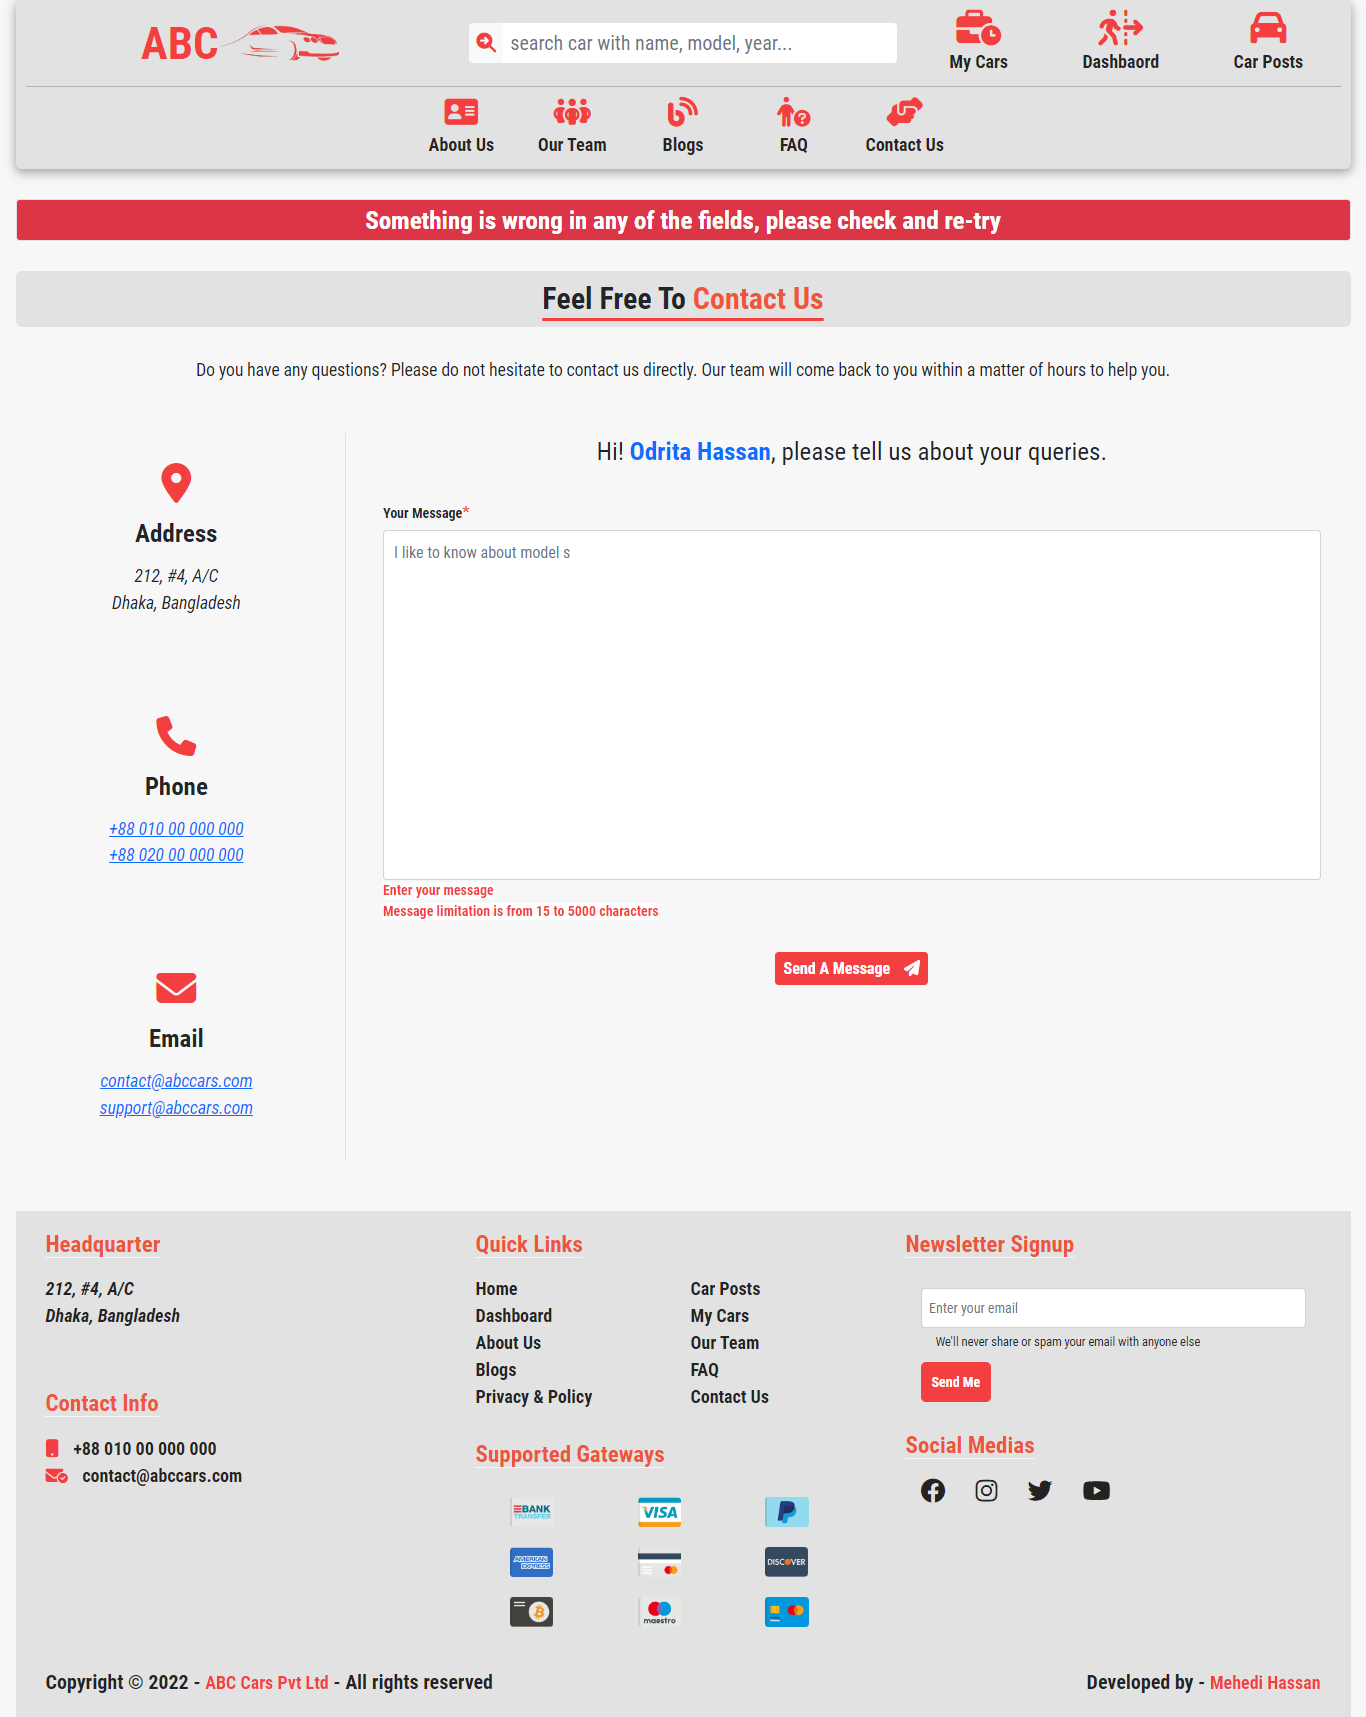 ABC
search car with name, model, year...
My Cars
Dashbaord
Car Posts
About Us
Our Team
Blogs
FAQ
Contact Us
Something is wrong in any of the fields, please check and re-try
Feel Free To Contact Us
Do you have any questions? Please do not hesitate to contact us directly. Our team will come back to you within a matter of hours to help you.
Address
212, #4, A/C
Dhaka, Bangladesh
Phone
+88 010 00 000 000
+88 020 00 000 000
Email
contact@abccars.com
support@abccars.com
Hi! Odrita Hassan, please tell us about your queries.
Your Message*
I like to know about model s
Enter your message
Message limitation is from 15 to 5000 characters
Send A Message
Headquarter
212, #4, A/C
Dhaka, Bangladesh
Contact Info
+88 010 00 000 000
contact@abccars.com
Quick Links
Home
Dashboard
About Us
Blogs
Privacy & Policy
Car Posts
My Cars
Our Team
FAQ
Contact Us
Supported Gateways
BANK
TRANSFER
VISA
AMERICAN
EXPRESS
DISCOVER
maestro
Newsletter Signup
Enter your email
We'll never share or spam your email with anyone else
Send Me
Social Medias
Copyright © 2022 - ABC Cars Pvt Ltd - All rights reserved
Developed by - Mehedi Hassan